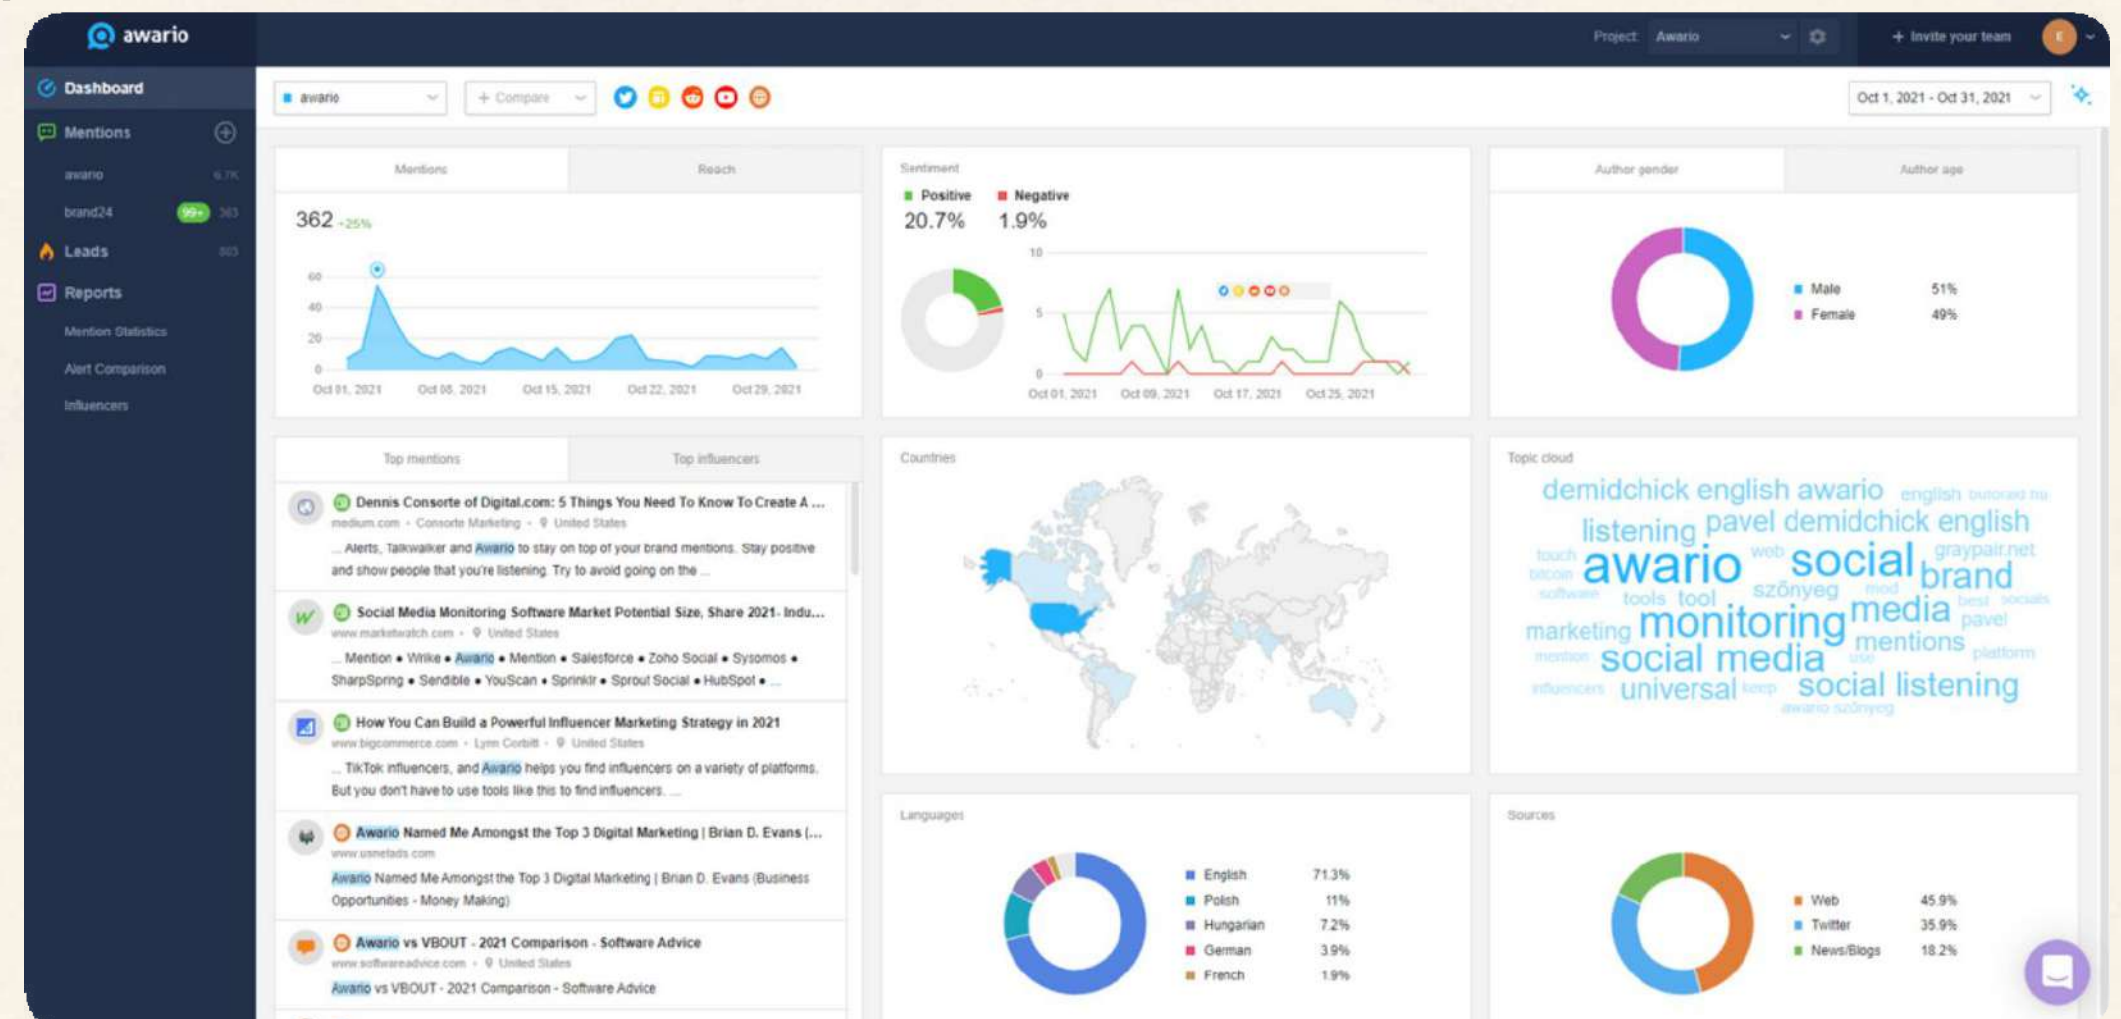 awario
Project: Awario
+ Invite your team
E
Dashboard
Mentions
awario 6.7K
brand24 99+ 363
Leads 803
Reports
Mention Statistics
Alert Comparison
Influencers
awario
+ Compare
Oct 1, 2021 - Oct 31, 2021
Mentions Reach
362 +25%
60
40
20
0
Oct 01, 2021 Oct 08, 2021 Oct 15, 2021 Oct 22, 2021 Oct 29, 2021
Sentiment
Positive Negative
20.7% 1.9%
10
5
0
Oct 01, 2021 Oct 09, 2021 Oct 17, 2021 Oct 25, 2021
Author gender Author age
Male 51%
Female 49%
Top mentions Top influencers
Dennis Consorte of Digital.com: 5 Things You Need To Know To Create A ...
medium.com • Consorte Marketing • United States
... Alerts, Talkwalker and Awario to stay on top of your brand mentions. Stay positive
and show people that you're listening. Try to avoid going on the ...
Social Media Monitoring Software Market Potential Size, Share 2021- Indu...
www.marketwatch.com • United States
... Mention ● Wrike ● Awario ● Mention ● Salesforce ● Zoho Social ● Sysomos ●
SharpSpring ● Sendible ● YouScan ● Sprinklr ● Sprout Social ● HubSpot ● ...
How You Can Build a Powerful Influencer Marketing Strategy in 2021
www.bigcommerce.com • Lynn Corbitt • United States
... TikTok influencers, and Awario helps you find influencers on a variety of platforms.
But you don't have to use tools like this to find influencers. ...
Awario Named Me Amongst the Top 3 Digital Marketing | Brian D. Evans (...
www.usnetads.com
Awario Named Me Amongst the Top 3 Digital Marketing | Brian D. Evans (Business
Opportunities - Money Making)
Awario vs VBOUT - 2021 Comparison - Software Advice
www.softwareadvice.com • United States
Awario vs VBOUT - 2021 Comparison - Software Advice
Countries
Topic cloud
demidchick english awario english
listening pavel demidchick english
touch awario web social graypair.net
bitcoin brand
software tools tool szőnyeg mod best socials
marketing monitoring media pavel
mention social media use mentions platform
influencers universal keep social listening
awario szőnyeg
Languages
English 71.3%
Polish 11%
Hungarian 7.2%
German 3.9%
French 1.9%
Sources
Web 45.9%
Twitter 35.9%
News/Blogs 18.2%